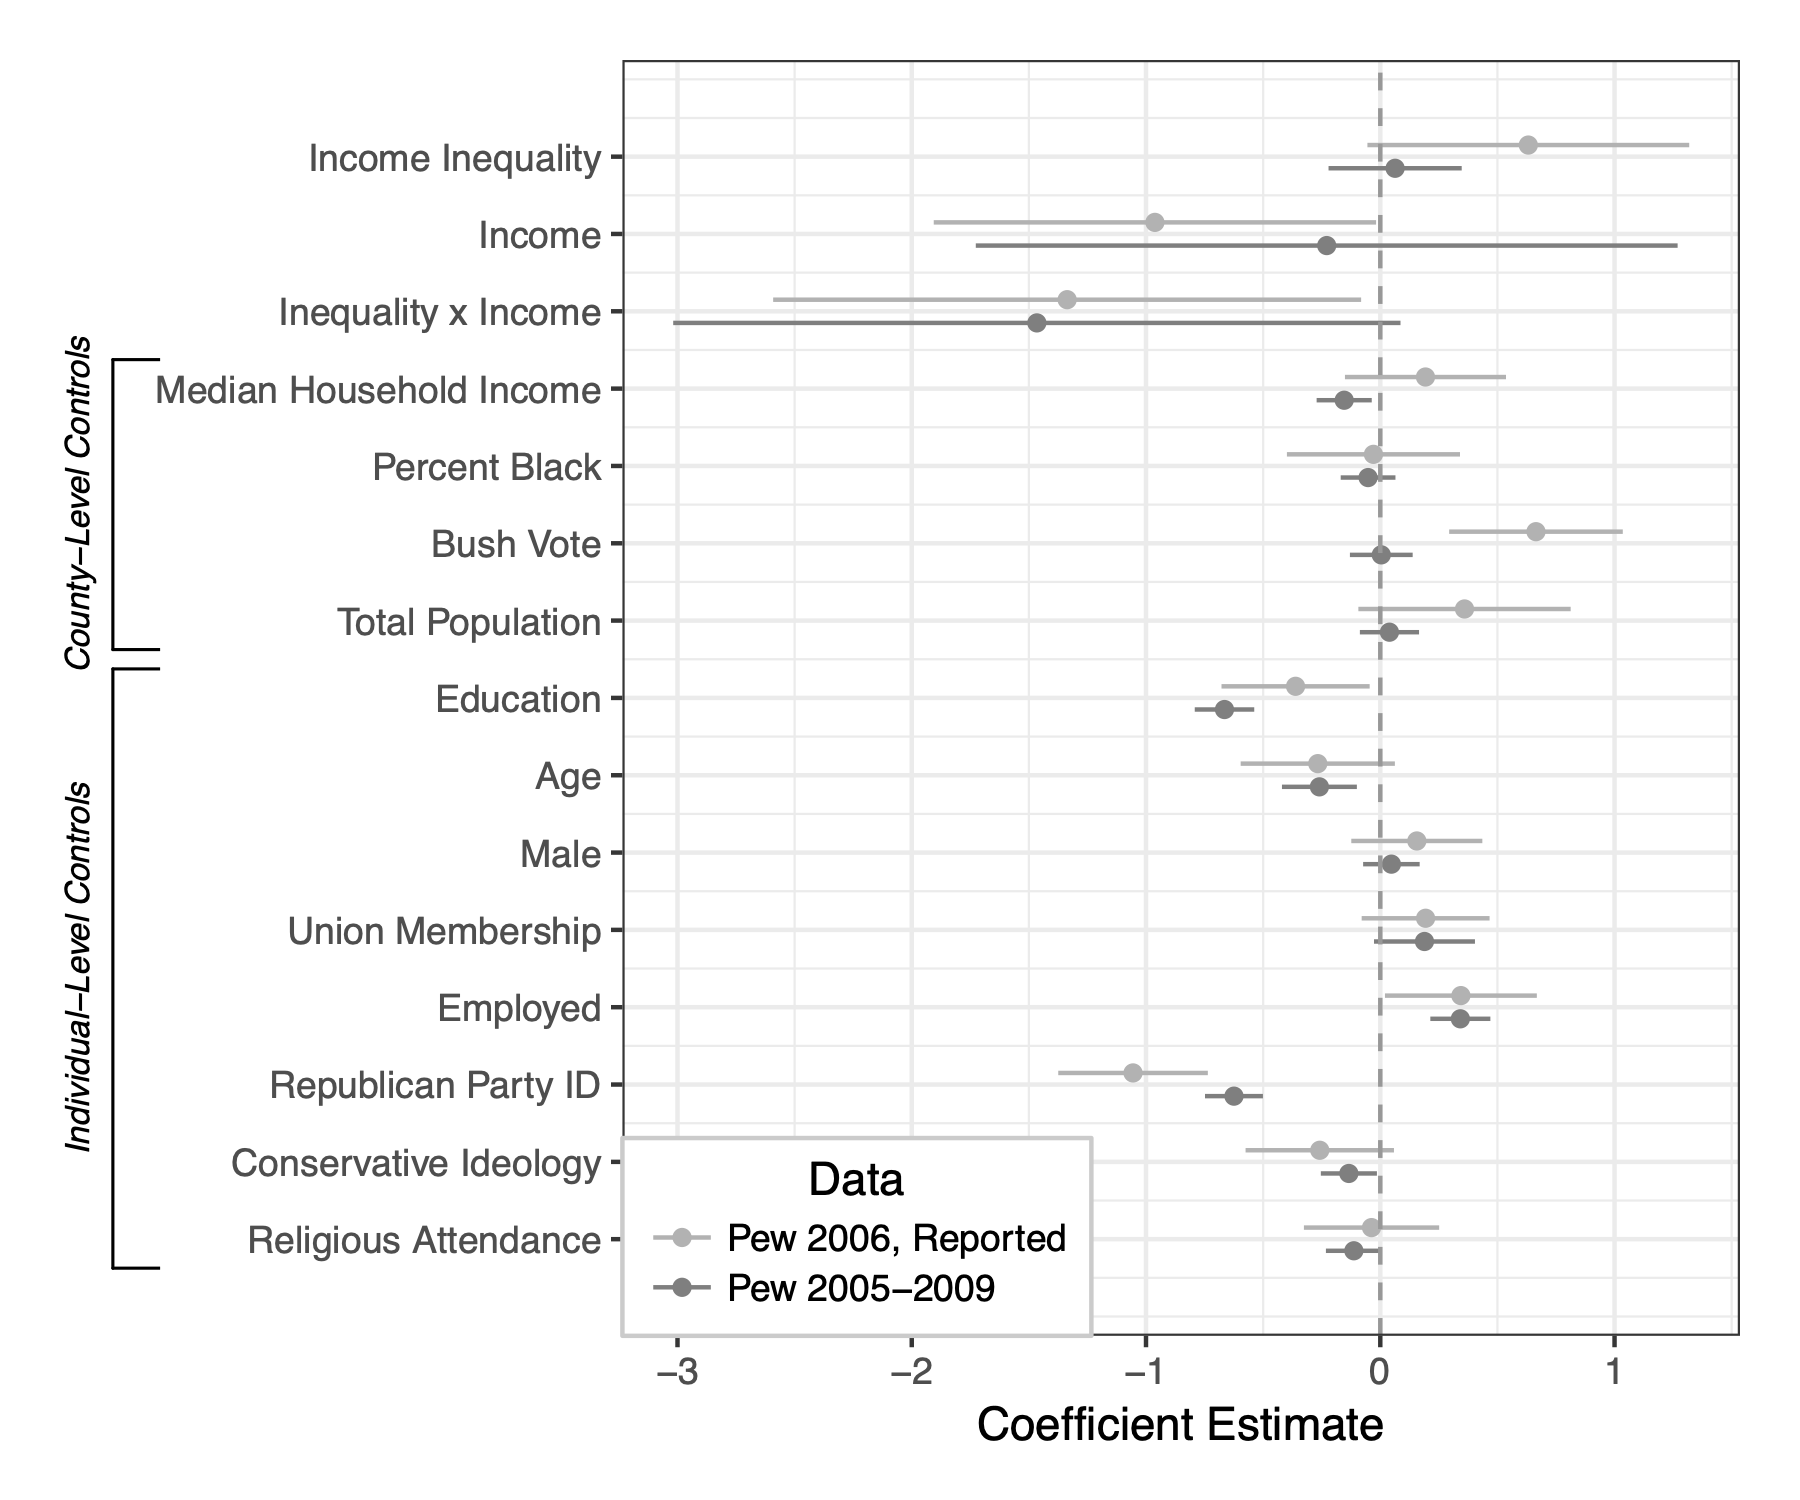 Income Inequality
Income
Inequality x Income
Median Household Income
Percent Black
Bush Vote
Total Population
Education
Age
Male
Union Membership
Employed
Republican Party ID
Conservative Ideology
Religious Attendance
County−Level Controls
Individual−Level Controls
Data
Pew 2006, Reported
Pew 2005−2009
−3 −2 −1 0 1
Coefficient Estimate